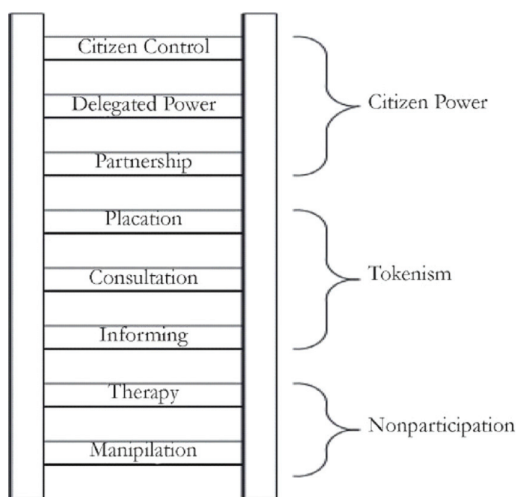 Citizen Control
Delegated Power
Citizen Power
Partnership
Placation
Consultation
Tokenism
Informing
Therapy
Nonparticipation
Manipilation